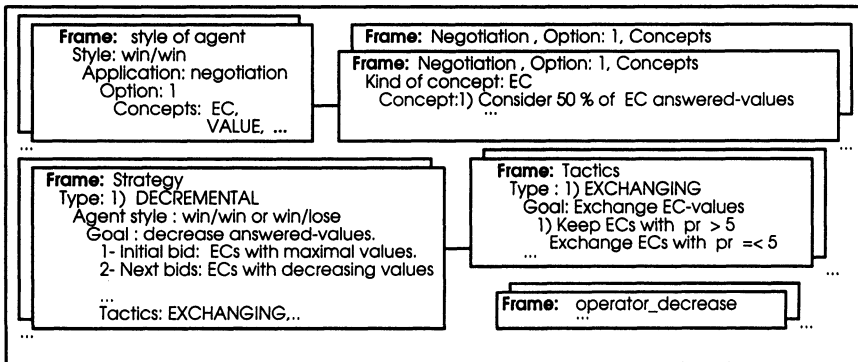 Frame: style of agent
Style: win/win
Application: negotiation
Option: 1
Concepts: EC,
VALUE, ...
...
Frame: Negotiation , Option: 1, Concepts
Frame: Negotiation , Option: 1, Concepts
Kind of concept: EC
Concept:1) Consider 50 % of EC answered-values
...
...
Frame: Strategy
Type: 1) DECREMENTAL
Agent style : win/win or win/lose
Goal : decrease answered-values.
1- Initial bid: ECs with maximal values.
2- Next bids: ECs with decreasing values
...
Tactics: EXCHANGING,..
...
Frame: Tactics
Type : 1) EXCHANGING
Goal: Exchange EC-values
1) Keep ECs with pr > 5
Exchange ECs with pr =< 5
...
...
Frame: operator_decrease
...
...